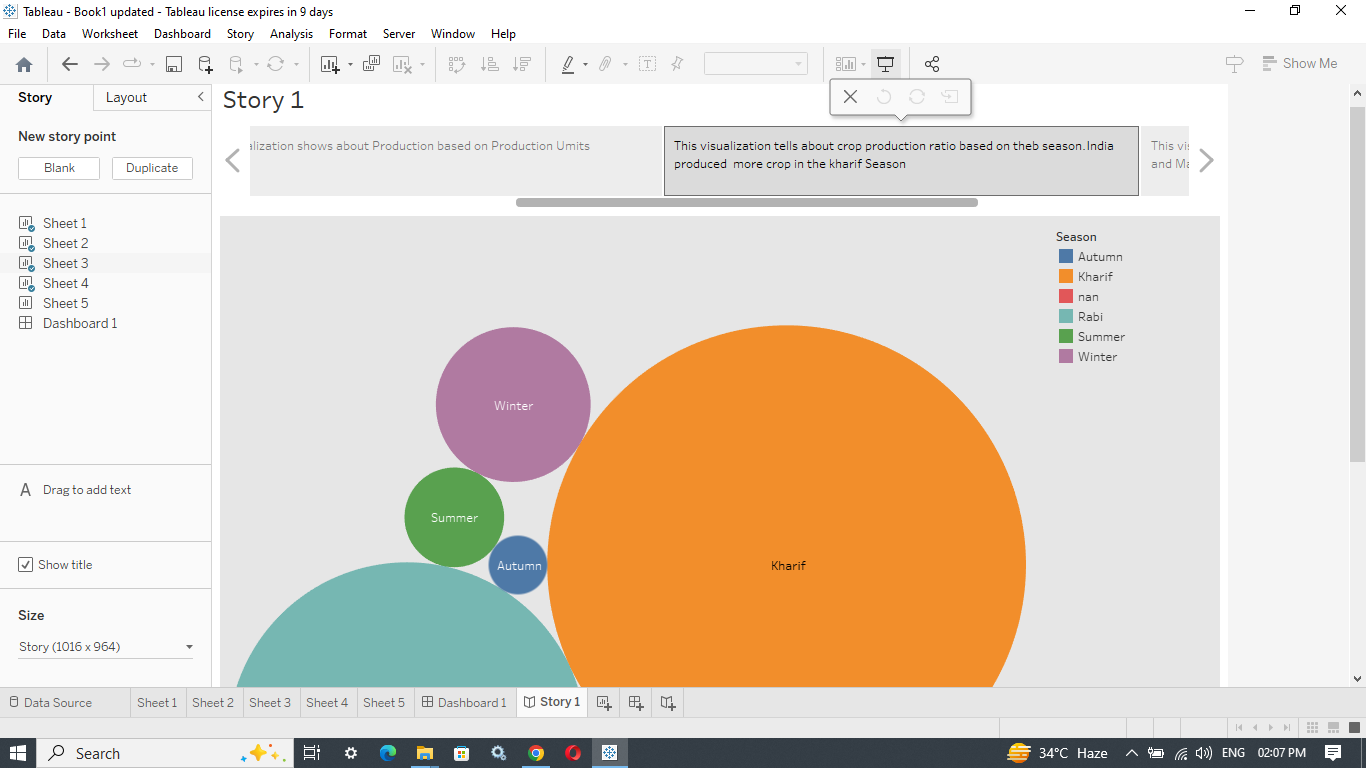 Tableau - Book1 updated - Tableau license expires in 9 days
File Data Worksheet Dashboard Story Analysis Format Server Window Help
Show Me
Story Layout
New story point
Blank Duplicate
Sheet 1
Sheet 2
Sheet 3
Sheet 4
Sheet 5
Dashboard 1
A Drag to add text
Show title
Size
Story (1016 x 964)
Story 1
alization shows about Production based on Production Umits
This visualization tells about crop production ratio based on theb season.India
produced more crop in the kharif Season
This vis
and Ma
Season
Autumn
Kharif
nan
Rabi
Summer
Winter
Winter
Summer
Autumn
Kharif
Data Source Sheet 1 Sheet 2 Sheet 3 Sheet 4 Sheet 5 Dashboard 1 Story 1
Search 34°C Haze ENG 02:07 PM